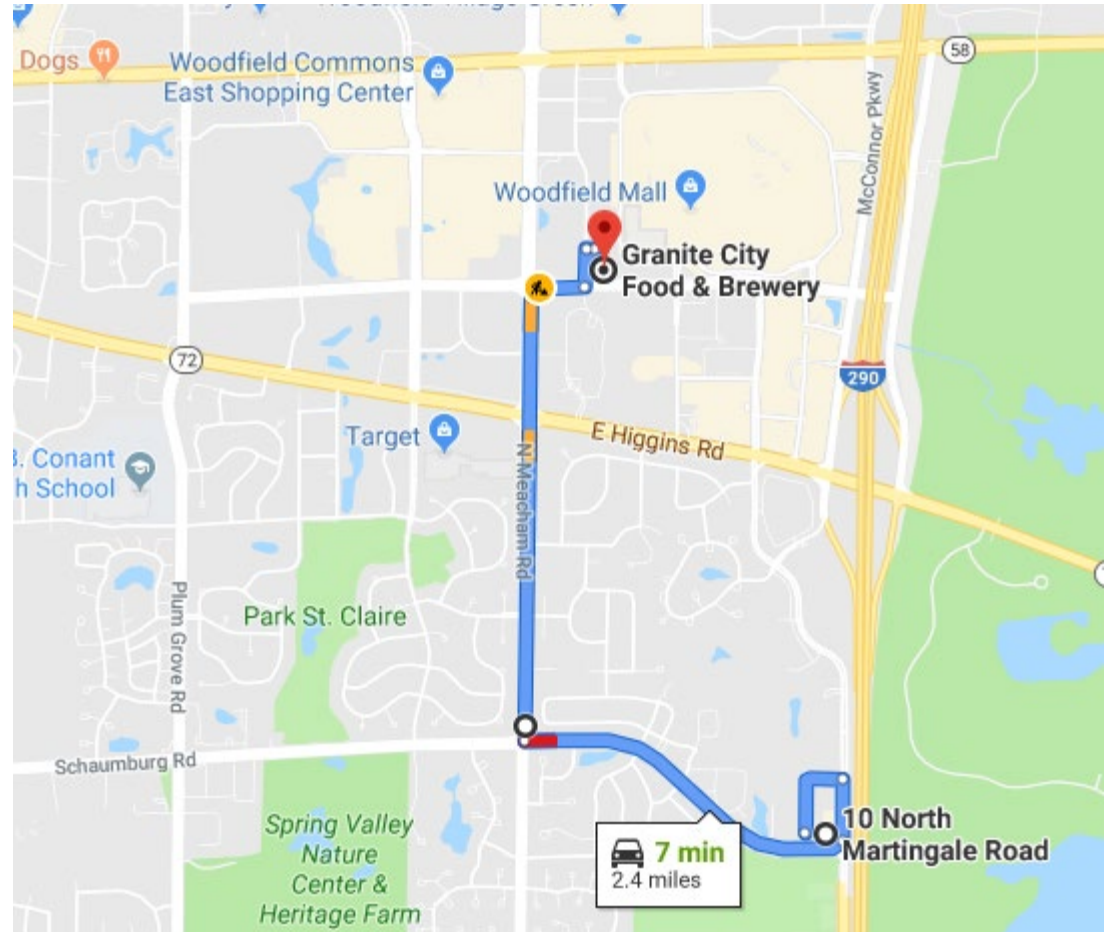 Dogs
Woodfield Commons
East Shopping Center
58
McConnor Pkwy
Woodfield Mall
Granite City
Food & Brewery
72
290
E Higgins Rd
Target
B. Conant
h School
N Meacham Rd
Plum Grove Rd
Park St. Claire
Schaumburg Rd
Spring Valley
Nature
Center &
Heritage Farm
7 min
2.4 miles
10 North
Martingale Road